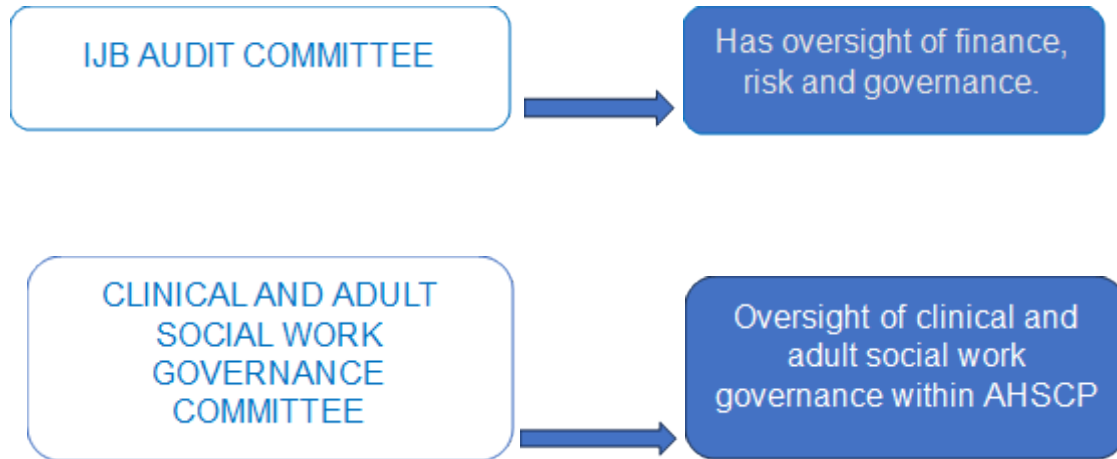 IJB AUDIT COMMITTEE
Has oversight of finance,
risk and governance.
CLINICAL AND ADULT
SOCIAL WORK
GOVERNANCE
COMMITTEE
Oversight of clinical and
adult social work
governance within AHSCP